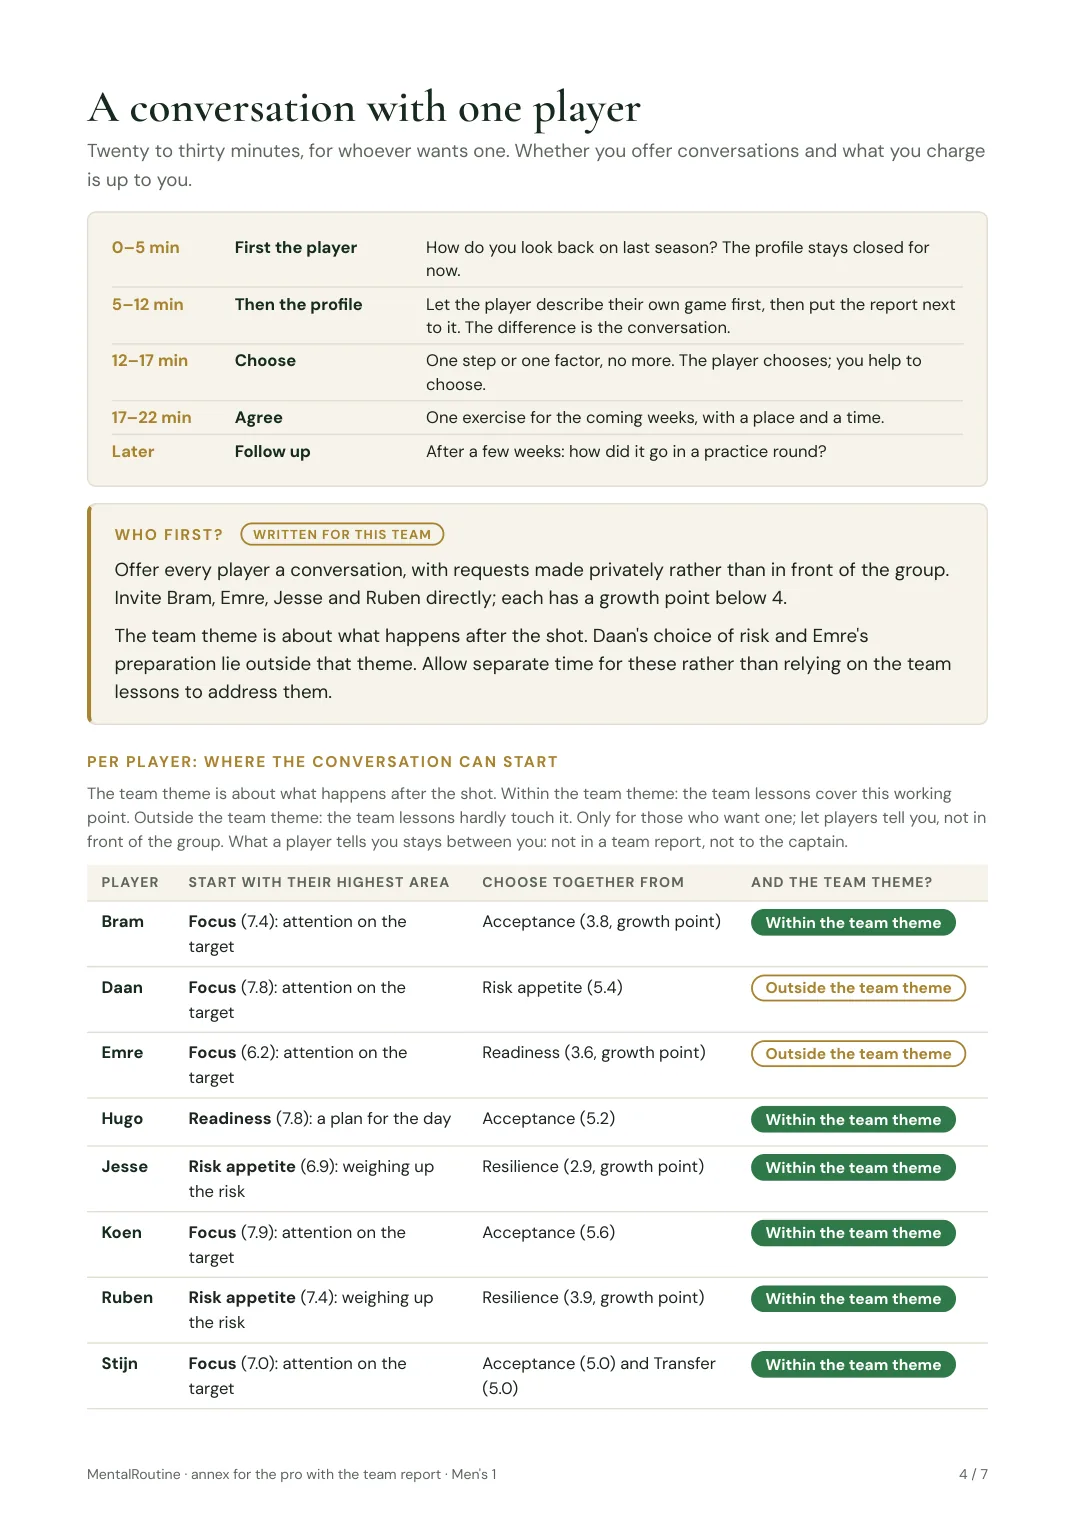 A conversation with one player
Twenty to thirty minutes, for whoever wants one. Whether you offer conversations and what you charge
is up to you.
0–5 min First the player How do you look back on last season? The profile stays closed for
now.
5–12 min Then the profile Let the player describe their own game first, then put the report next
to it. The difference is the conversation.
12–17 min Choose One step or one factor, no more. The player chooses; you help to
choose.
17–22 min Agree One exercise for the coming weeks, with a place and a time.
Later Follow up After a few weeks: how did it go in a practice round?
WHO FIRST? WRITTEN FOR THIS TEAM
Offer every player a conversation, with requests made privately rather than in front of the group.
Invite Bram, Emre, Jesse and Ruben directly; each has a growth point below 4.
The team theme is about what happens after the shot. Daan's choice of risk and Emre's
preparation lie outside that theme. Allow separate time for these rather than relying on the team
lessons to address them.
PER PLAYER: WHERE THE CONVERSATION CAN START
The team theme is about what happens after the shot. Within the team theme: the team lessons cover this working
point. Outside the team theme: the team lessons hardly touch it. Only for those who want one; let players tell you, not in
front of the group. What a player tells you stays between you: not in a team report, not to the captain.
PLAYER START WITH THEIR HIGHEST AREA CHOOSE TOGETHER FROM AND THE TEAM THEME?
Bram Focus (7.4): attention on the Acceptance (3.8, growth point) Within the team theme
target
Daan Focus (7.8): attention on the Risk appetite (5.4) Outside the team theme
target
Emre Focus (6.2): attention on the Readiness (3.6, growth point) Outside the team theme
target
Hugo Readiness (7.8): a plan for the day Acceptance (5.2) Within the team theme
Jesse Risk appetite (6.9): weighing up Resilience (2.9, growth point) Within the team theme
the risk
Koen Focus (7.9): attention on the Acceptance (5.6) Within the team theme
target
Ruben Risk appetite (7.4): weighing up Resilience (3.9, growth point) Within the team theme
the risk
Stijn Focus (7.0): attention on the Acceptance (5.0) and Transfer Within the team theme
target (5.0)
MentalRoutine · annex for the pro with the team report · Men's 1 4 / 7